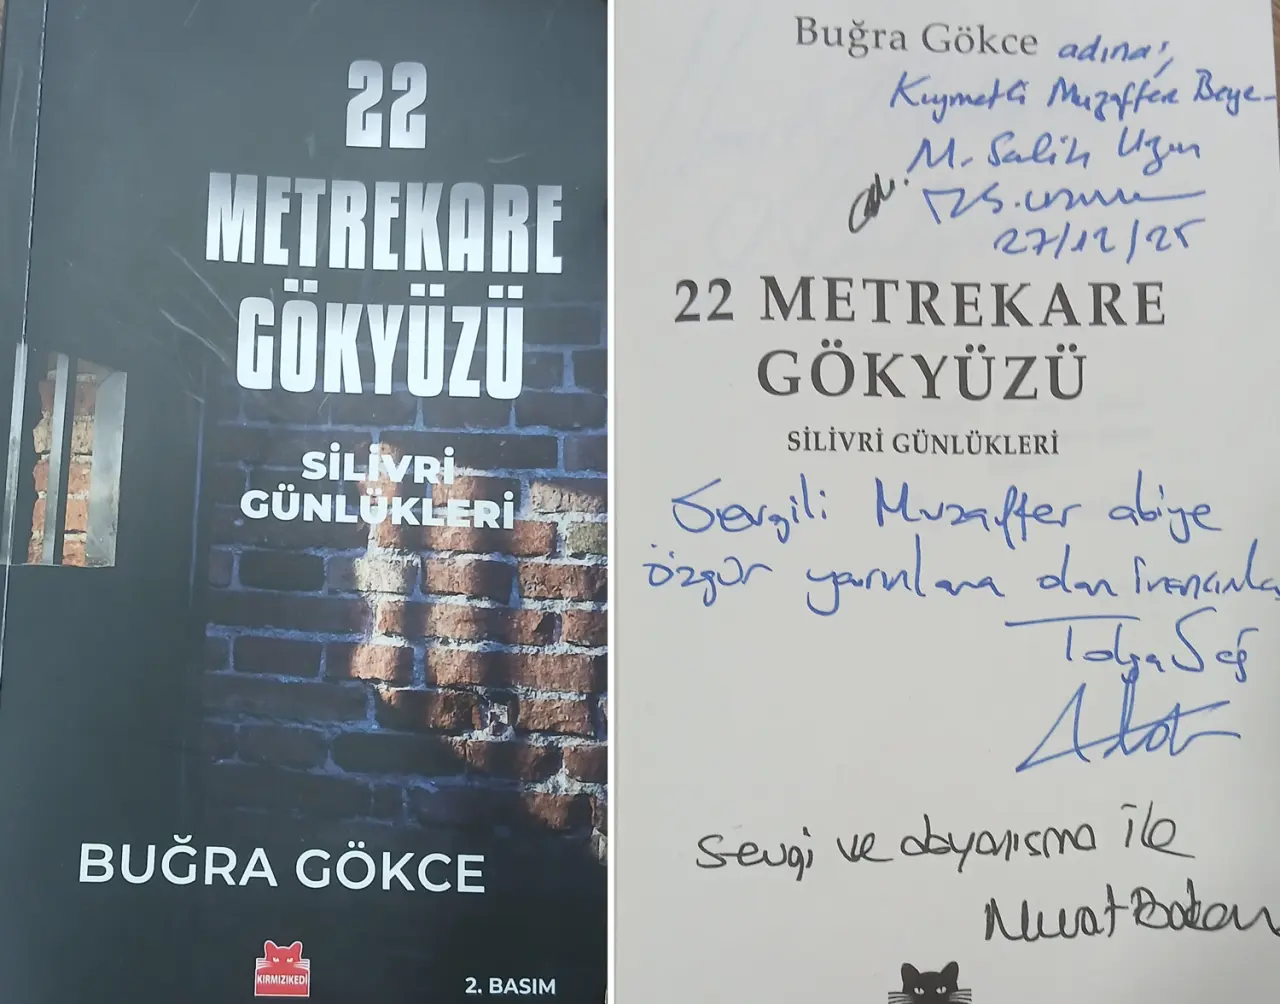 22
METREKARE
GÖKYÜZÜ
SİLİVRİ
GÜNLÜKLERİ
BUĞRA GÖKCE
KIRMIZIKEDİ
2. BASIM
Buğra Gökce adına;
Kıymetli Muzaffer Beye
M. Salih Uzun
27/12/25
22 METREKARE
GÖKYÜZÜ
SİLİVRİ GÜNLÜKLERİ
Sevgili Muzaffer abiye
özgür yarınlara olan inancımla
Tolga Sağ
Sevgi ve dayanışma ile
Murat Bakan